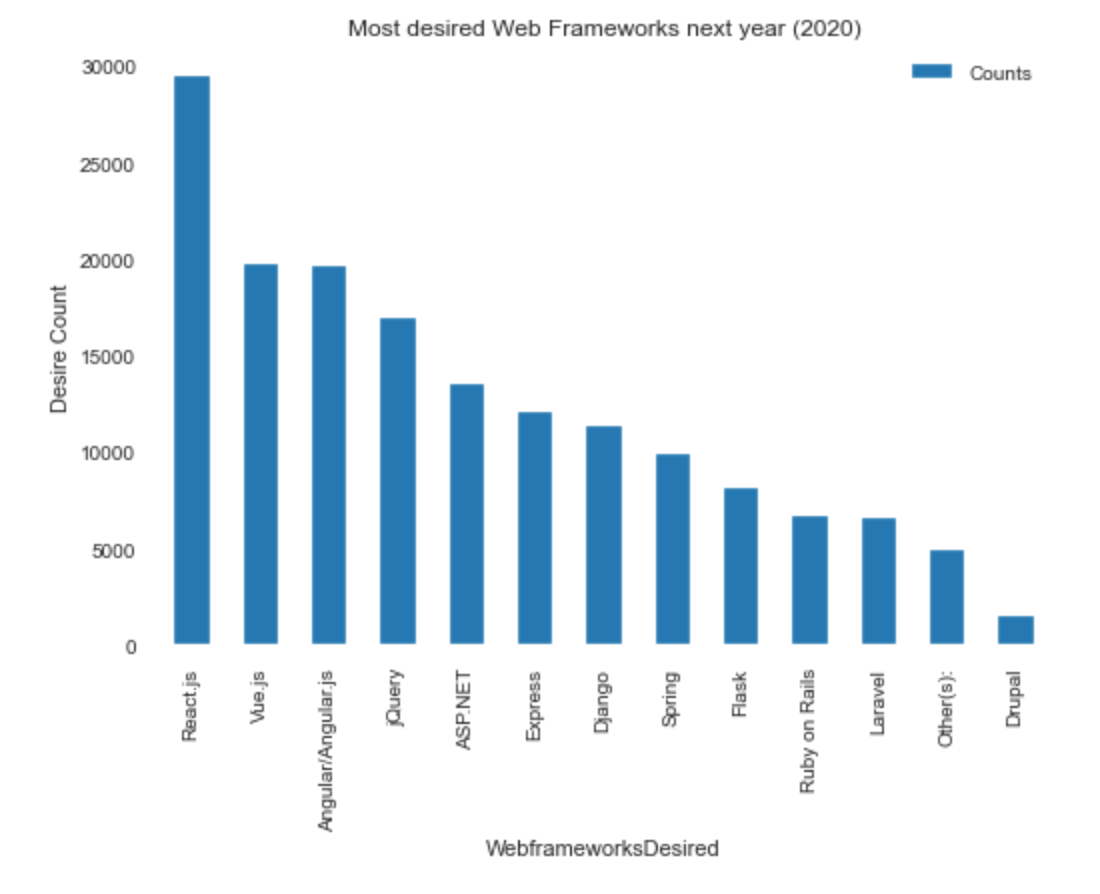 Most desired Web Frameworks next year (2020)
Counts
30000
25000
20000
15000
10000
5000
0
Desire Count
React.js
Vue.js
Angular/Angular.js
jQuery
ASP.NET
Express
Django
Spring
Flask
Ruby on Rails
Laravel
Other(s):
Drupal
WebframeworksDesired